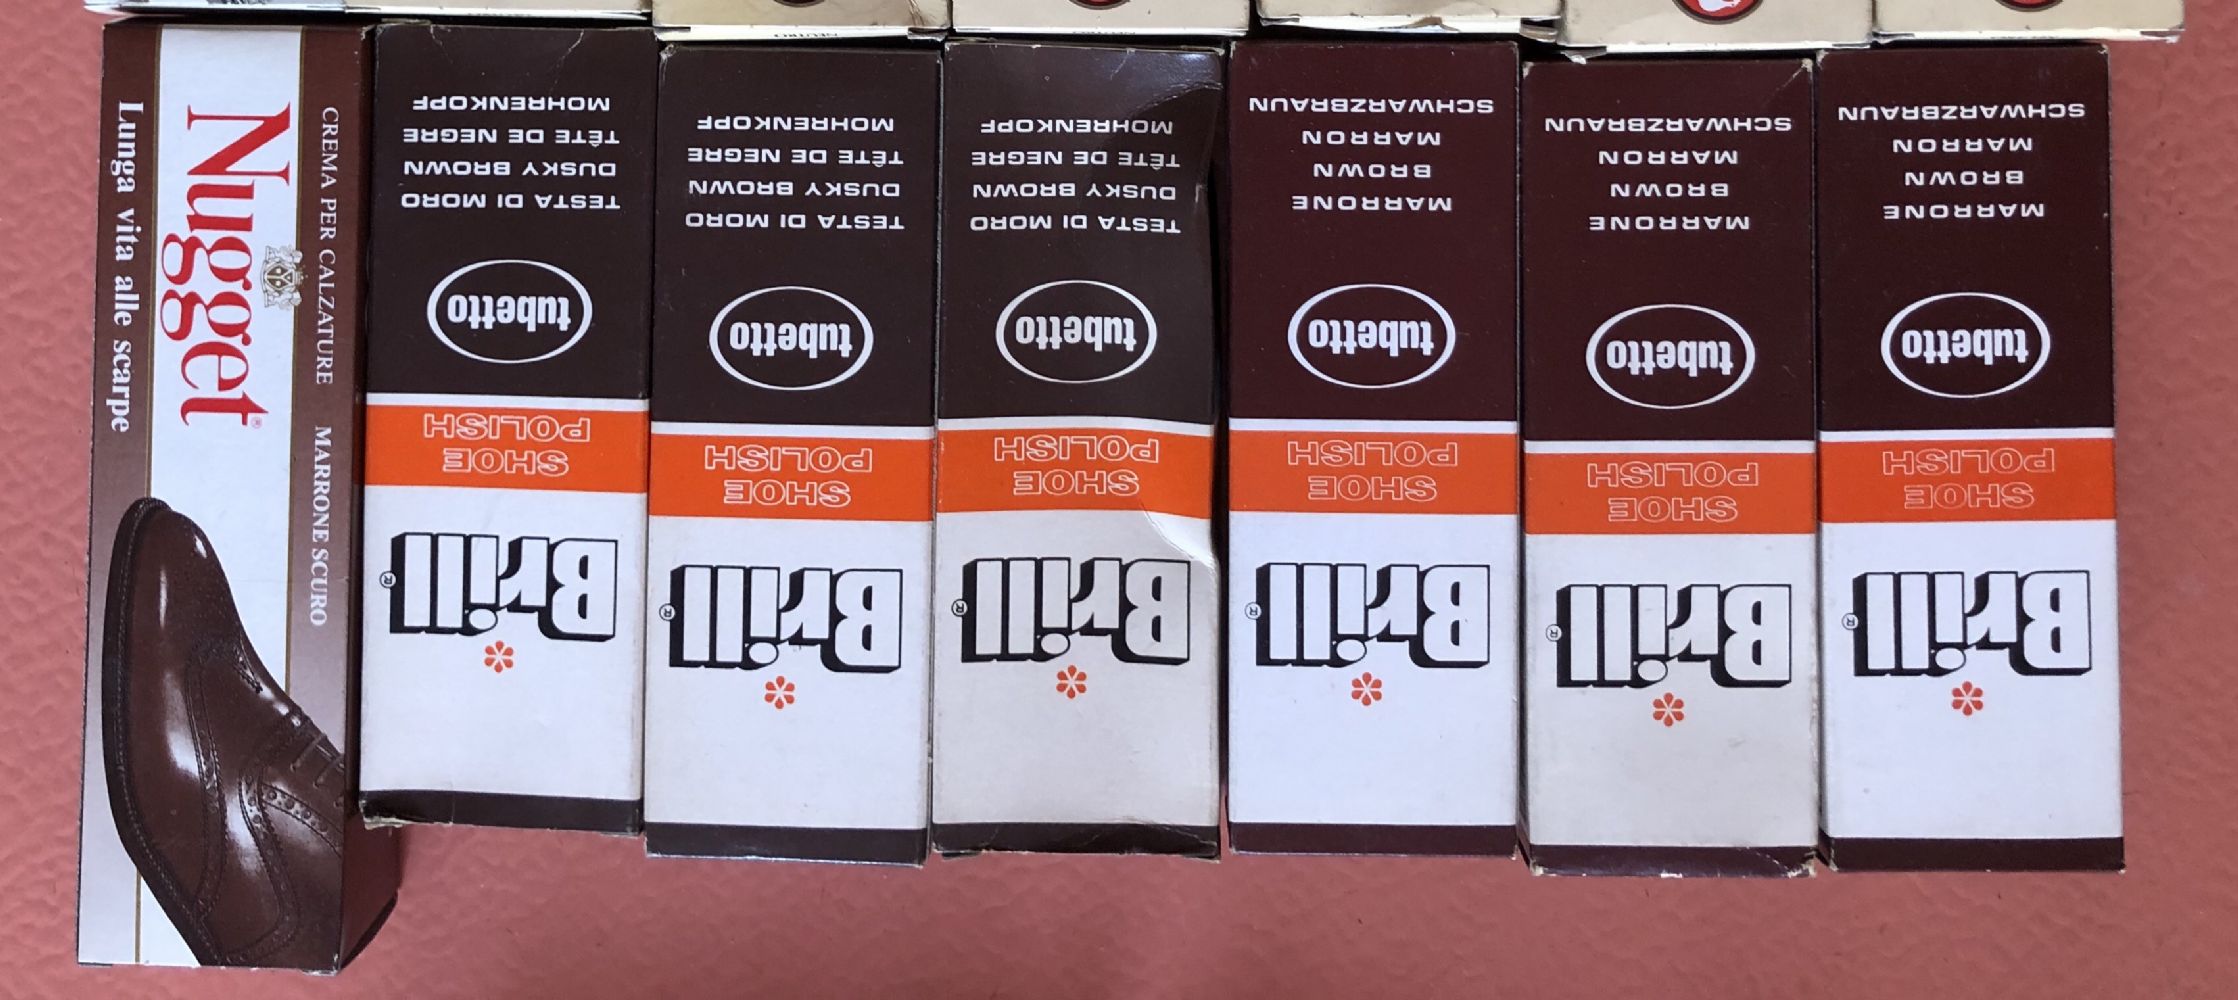 NEUTRO
NEUTRO
Nugget®
CREMA PER CALZATURE MARRONE SCURO
Lunga vita alle scarpe
Brill®
SHOE
POLISH
tubetto
TESTA DI MORO
DUSKY BROWN
TÊTE DE NEGRE
MOHRENKOPF
Brill®
SHOE
POLISH
tubetto
TESTA DI MORO
DUSKY BROWN
TÊTE DE NEGRE
MOHRENKOPF
Brill®
SHOE
POLISH
tubetto
TESTA DI MORO
DUSKY BROWN
TÊTE DE NEGRE
MOHRENKOPF
Brill®
SHOE
POLISH
tubetto
MARRONE
BROWN
MARRON
SCHWARZBRAUN
Brill®
SHOE
POLISH
tubetto
MARRONE
BROWN
MARRON
SCHWARZBRAUN
Brill®
SHOE
POLISH
tubetto
MARRONE
BROWN
MARRON
SCHWARZBRAUN